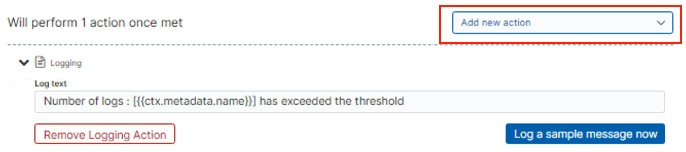 Will perform 1 action once met
Add new action
Logging
Log text
Number of logs : [{{ctx.metadata.name}}] has exceeded the threshold
Remove Logging Action
Log a sample message now